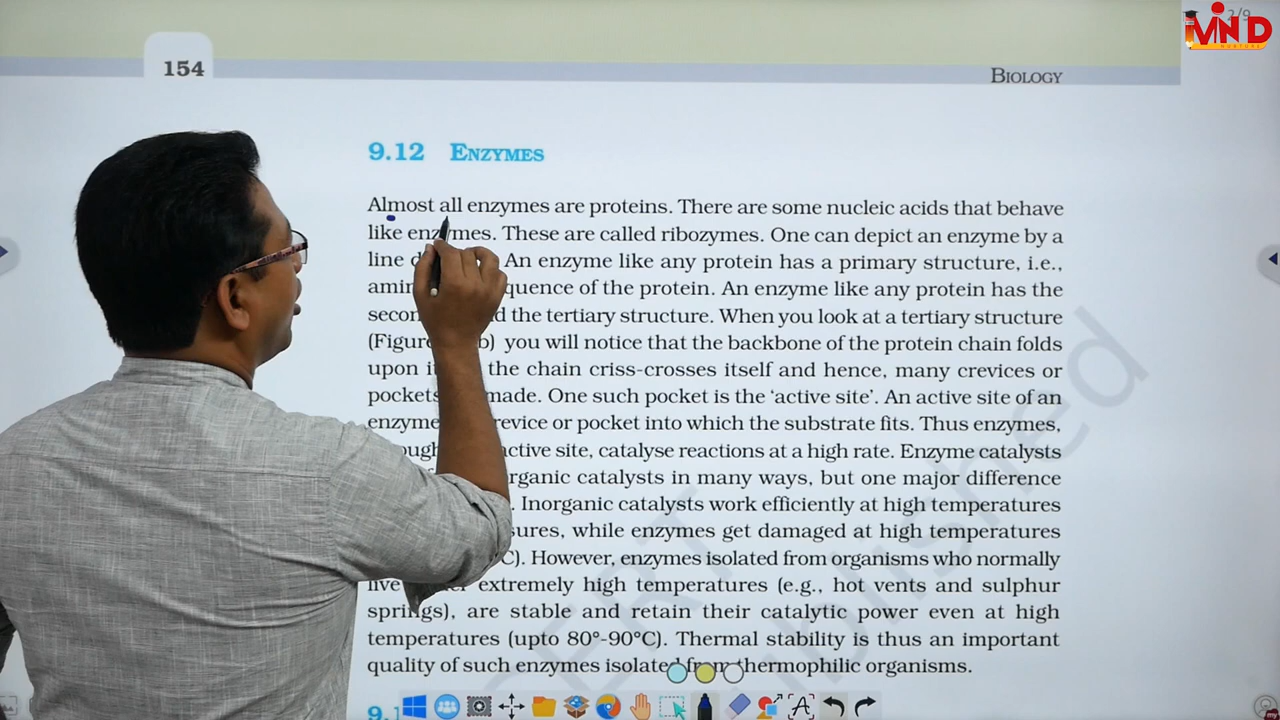 2/9
MIND
NURTURE
154
BIOLOGY
9.12 ENZYMES
Almost all enzymes are proteins. There are some nucleic acids that behave
like enzymes. These are called ribozymes. One can depict an enzyme by a
line An enzyme like any protein has a primary structure, i.e.,
quence of the protein. An enzyme like any protein has the
the tertiary structure. When you look at a tertiary structure
(Figure b) you will notice that the backbone of the protein chain folds
upon the chain criss-crosses itself and hence, many crevices or
pockets made. One such pocket is the ‘active site’. An active site of an
enzyme revice or pocket into which the substrate fits. Thus enzymes,
active site, catalyse reactions at a high rate. Enzyme catalysts
rganic catalysts in many ways, but one major difference
. Inorganic catalysts work efficiently at high temperatures
sures, while enzymes get damaged at high temperatures
C). However, enzymes isolated from organisms who normally
live extremely high temperatures (e.g., hot vents and sulphur
springs), are stable and retain their catalytic power even at high
temperatures (upto 80°-90°C). Thermal stability is thus an important
quality of such enzymes isolated from thermophilic organisms.